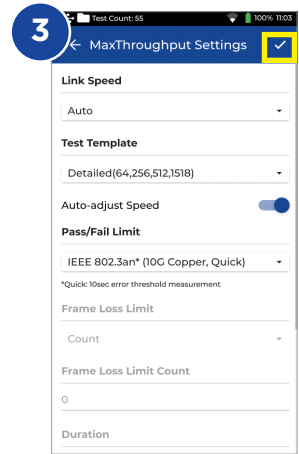 3
Test Count: 55
100% 11:03
MaxThroughput Settings
Link Speed
Auto
Test Template
Detailed(64,256,512,1518)
Auto-adjust Speed
Pass/Fail Limit
IEEE 802.3an* (10G Copper, Quick)
*Quick: 10sec error threshold measurement
Frame Loss Limit
Count
Frame Loss Limit Count
0
Duration